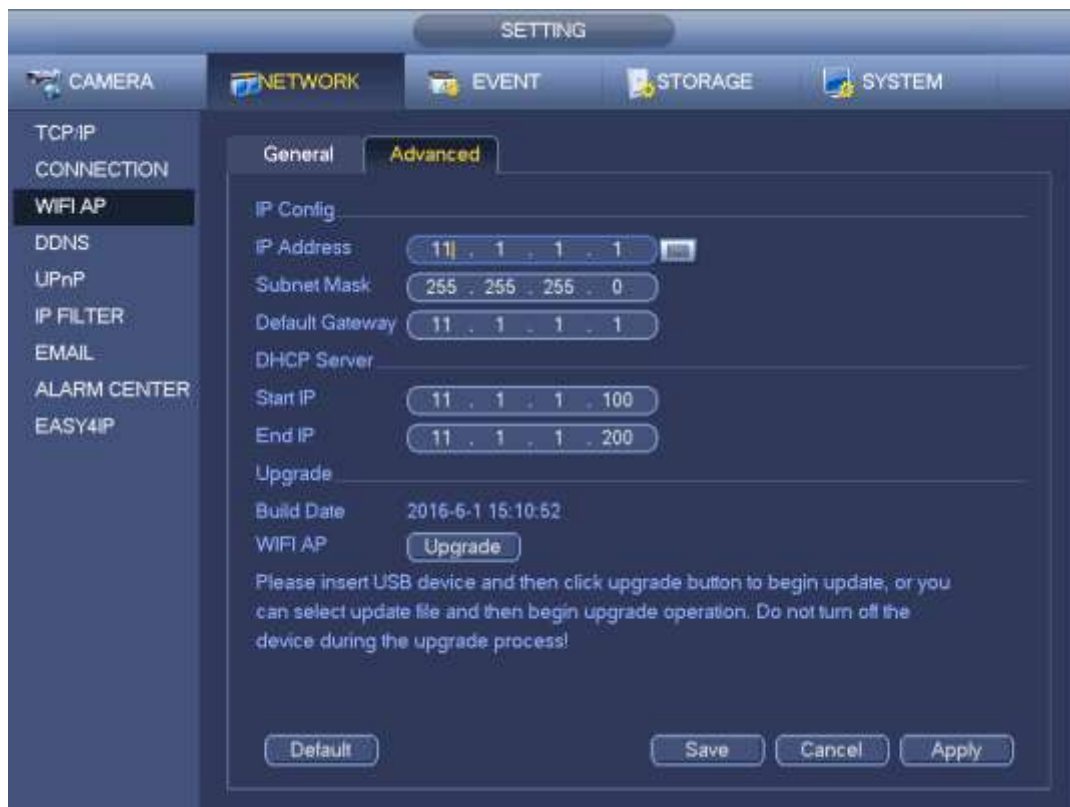 SETTING
CAMERA NETWORK EVENT STORAGE SYSTEM
TCP/IP
CONNECTION
WIFI AP
DDNS
UPnP
IP FILTER
EMAIL
ALARM CENTER
EASY4IP
General Advanced
IP Config
IP Address 11 . 1 . 1 . 1
Subnet Mask 255 . 255 . 255 . 0
Default Gateway 11 . 1 . 1 . 1
DHCP Server
Start IP 11 . 1 . 1 . 100
End IP 11 . 1 . 1 . 200
Upgrade
Build Date 2016-6-1 15:10:52
WIFI AP Upgrade
Please insert USB device and then click upgrade button to begin update, or you
can select update file and then begin upgrade operation. Do not turn off the
device during the upgrade process!
Default Save Cancel Apply